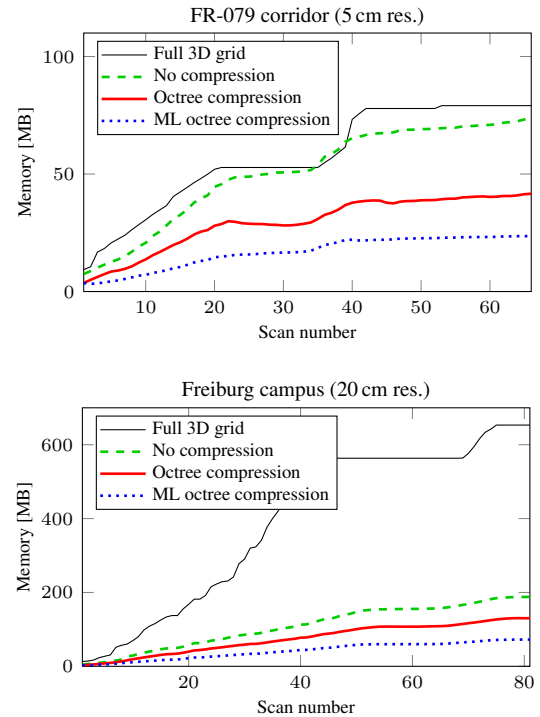 FR-079 corridor (5 cm res.)
Full 3D grid
No compression
Octree compression
ML octree compression
Memory [MB]
100
50
0
10 20 30 40 50 60
Scan number
Freiburg campus (20 cm res.)
Full 3D grid
No compression
Octree compression
ML octree compression
Memory [MB]
600
400
200
0
20 40 60 80
Scan number